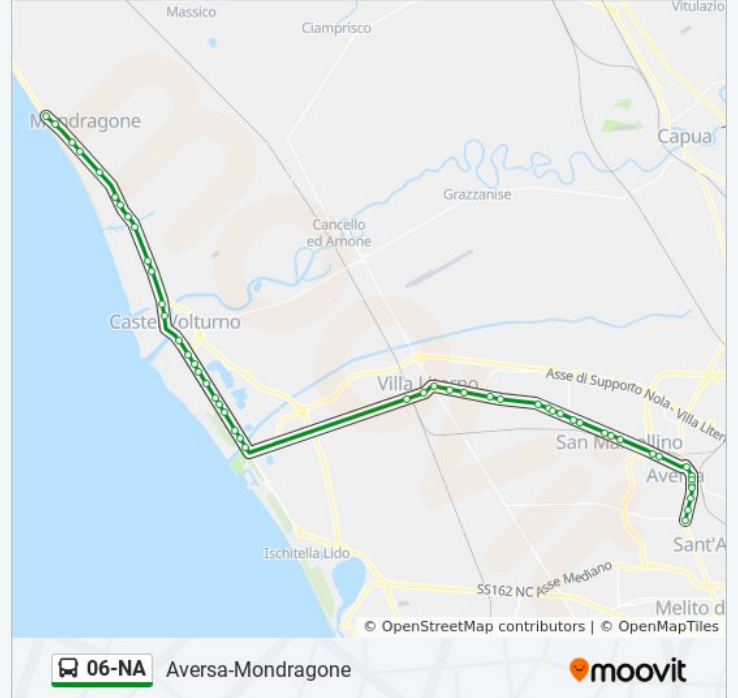 Massico
Vitulazio
Ciamprisco
Mondragone
Capua
Grazzanise
Cancello
ed Arnone
Castel Volturno
Villa Literno
Asse di Supporto Nola - Villa Liter
San Marcellino
Aversa
Sant'A
Ischitella Lido
SS162 NC Asse Mediano
Melito d
© OpenStreetMap contributors | © OpenMapTiles
06-NA Aversa-Mondragone
moovit